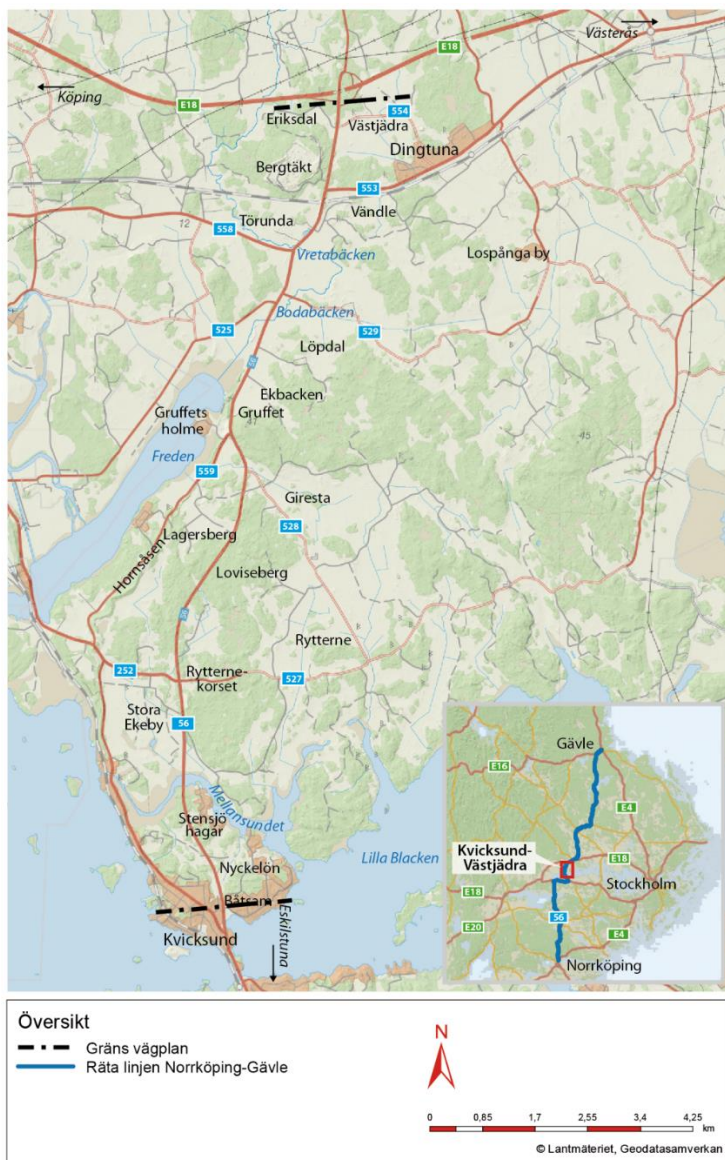 Västerås
E18
Köping
E18
Eriksdal
Västjädra
554
Dingtuna
Bergtäkt
553
Vändle
12
Törunda
558
Vretabäcken
Lospånga by
Bodabäcken
525
529
Löpdal
56
Ekbacken
Gruffet
Gruffets
holme
41
45
Freden
559
Giresta
528
Lagersberg
Hornsåsen
Loviseberg
56
Rytterne
252
Rytterne-
korset
527
Stora
Ekeby
56
Mellansundet
Stensjö
hagar
Nyckelön
Lilla Blacken
Båtsam
Kvicksund
Eskilstuna
Gävle
E16
E4
Kvicksund-
Västjädra
E18
Stockholm
E18
E20
56
E4
Norrköping
Översikt
Gräns vägplan
Räta linjen Norrköping-Gävle
N
0 0,85 1,7 2,55 3,4 4,25
km
© Lantmäteriet, Geodatasamverkan